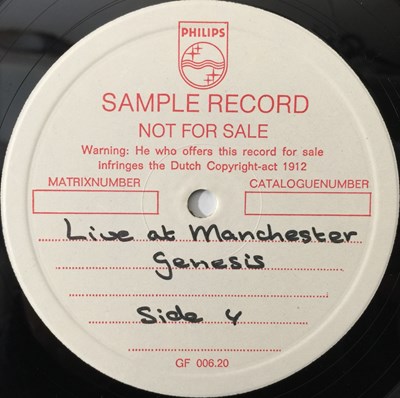 PHILIPS
SAMPLE RECORD
NOT FOR SALE
Warning: He who offers this record for sale
infringes the Dutch Copyright-act 1912
MATRIXNUMBER CATALOGUENUMBER
Live at Manchester
Genesis
Side 4
GF 006.20